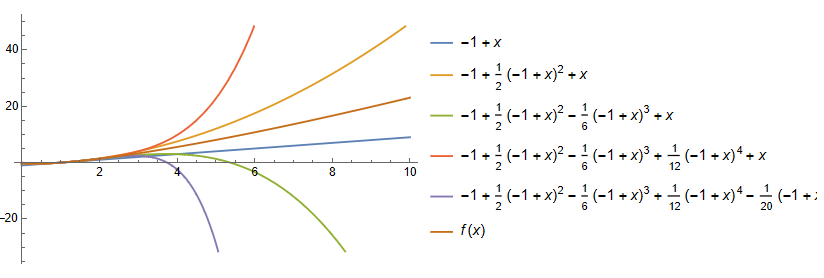 40
20
−20
2 4 6 8 10
−1 + x
−1 + 1/2 (−1 + x)² + x
−1 + 1/2 (−1 + x)² − 1/6 (−1 + x)³ + x
−1 + 1/2 (−1 + x)² − 1/6 (−1 + x)³ + 1/12 (−1 + x)⁴ + x
−1 + 1/2 (−1 + x)² − 1/6 (−1 + x)³ + 1/12 (−1 + x)⁴ − 1/20 (−1 +
f(x)